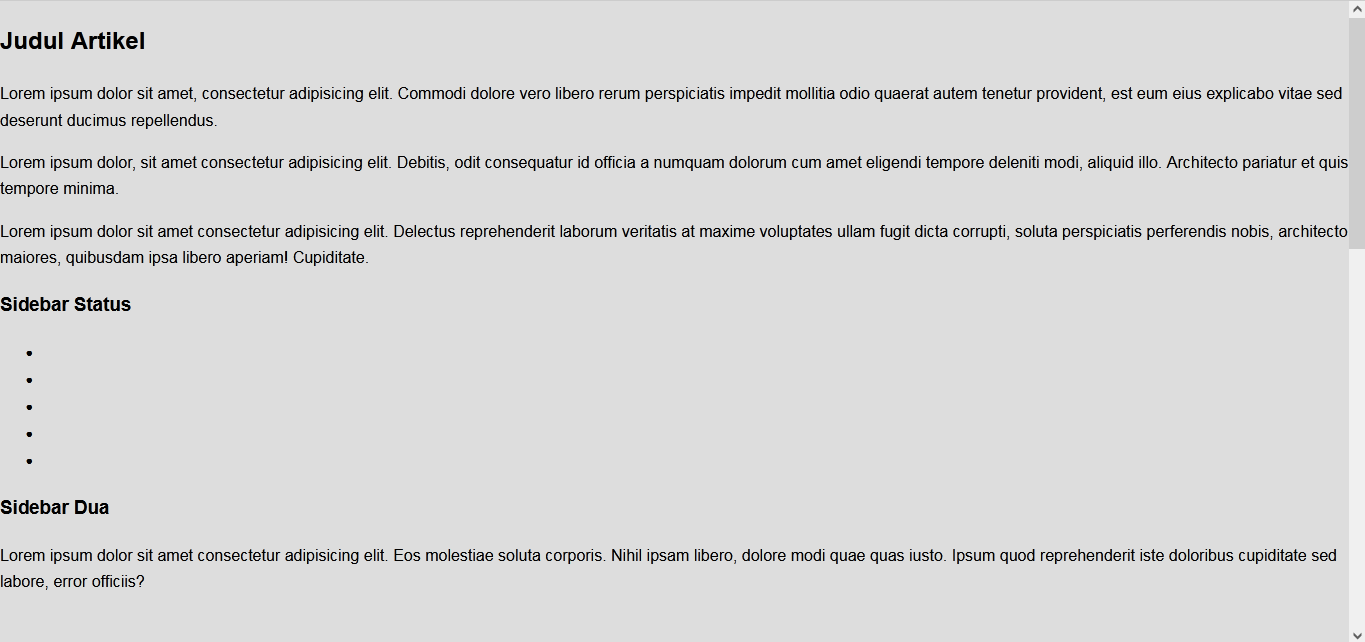 Judul Artikel
Lorem ipsum dolor sit amet, consectetur adipisicing elit. Commodi dolore vero libero rerum perspiciatis impedit mollitia odio quaerat autem tenetur provident, est eum eius explicabo vitae sed
deserunt ducimus repellendus.
Lorem ipsum dolor, sit amet consectetur adipisicing elit. Debitis, odit consequatur id officia a numquam dolorum cum amet eligendi tempore deleniti modi, aliquid illo. Architecto pariatur et quis
tempore minima.
Lorem ipsum dolor sit amet consectetur adipisicing elit. Delectus reprehenderit laborum veritatis at maxime voluptates ullam fugit dicta corrupti, soluta perspiciatis perferendis nobis, architecto
maiores, quibusdam ipsa libero aperiam! Cupiditate.
Sidebar Status
Sidebar Dua
Lorem ipsum dolor sit amet consectetur adipisicing elit. Eos molestiae soluta corporis. Nihil ipsam libero, dolore modi quae quas iusto. Ipsum quod reprehenderit iste doloribus cupiditate sed
labore, error officiis?